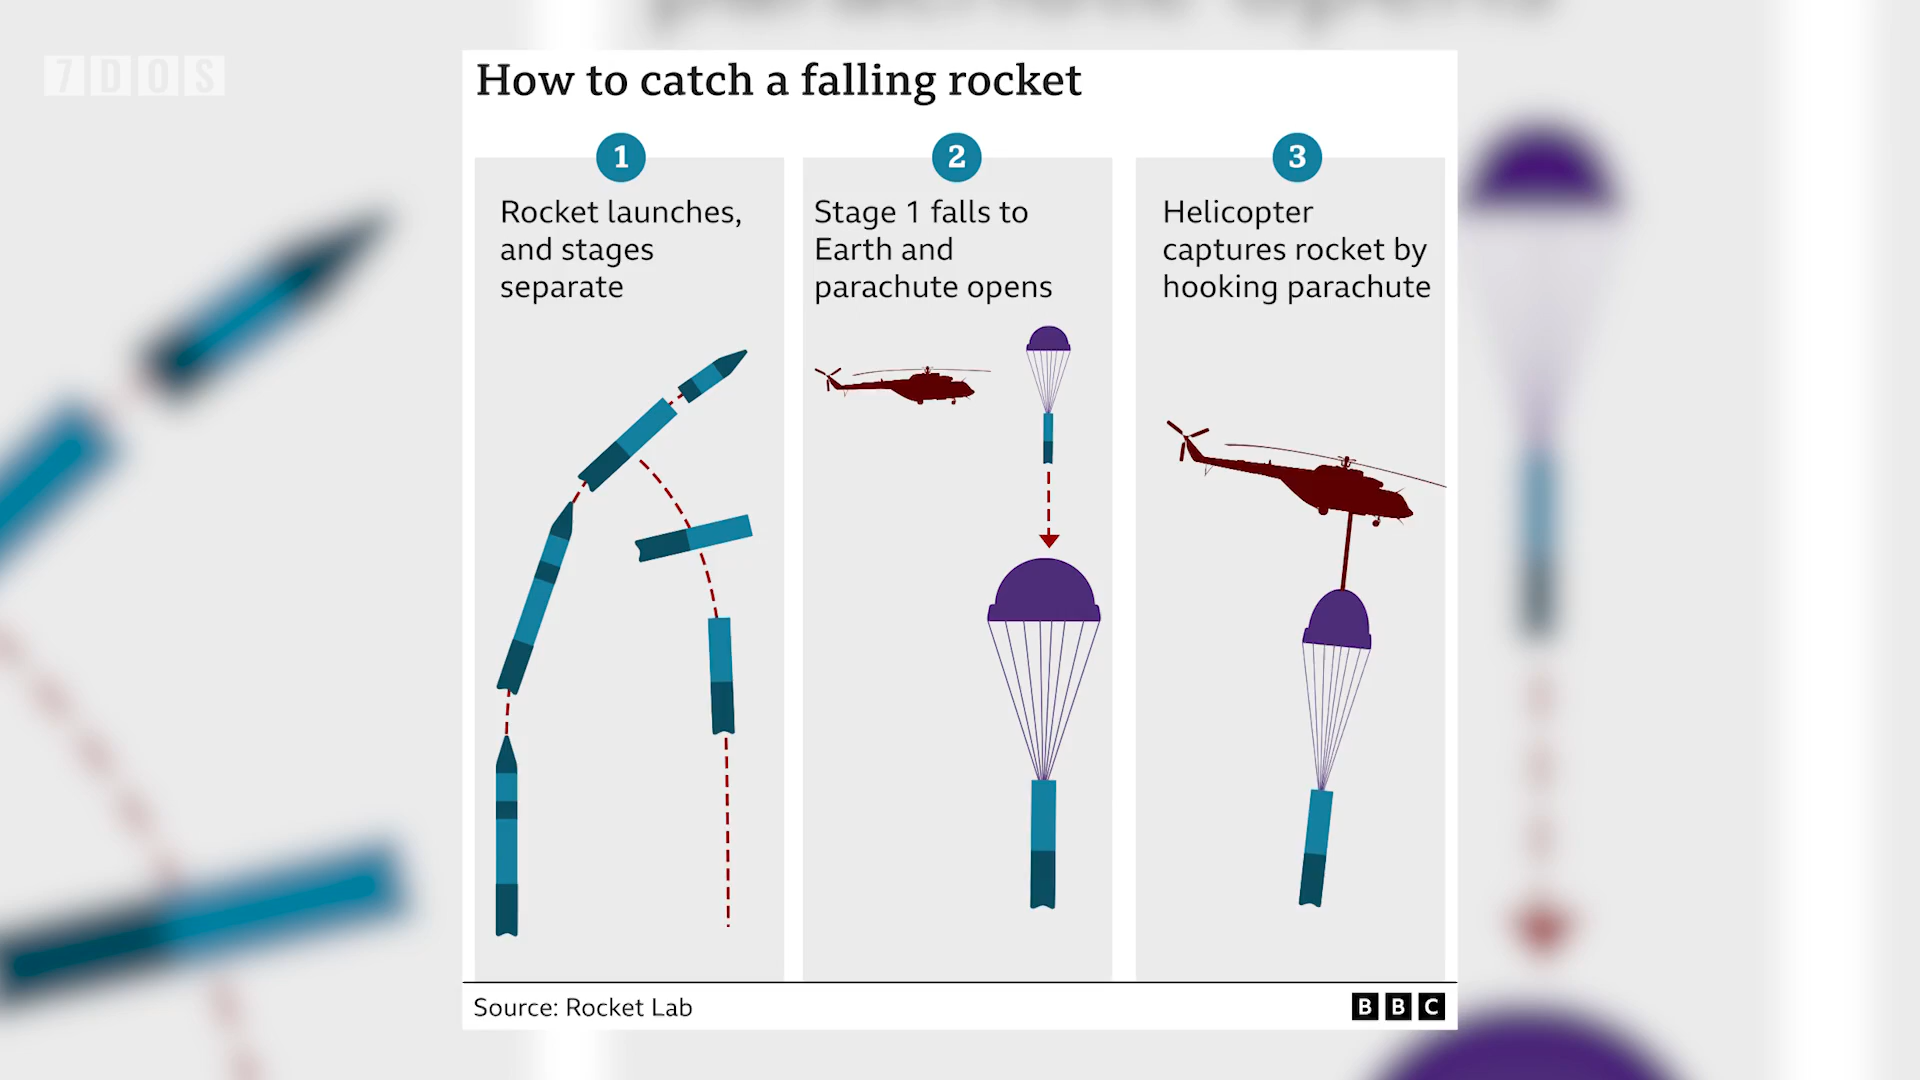 7DOS
How to catch a falling rocket
1
Rocket launches,
and stages
separate
2
Stage 1 falls to
Earth and
parachute opens
3
Helicopter
captures rocket by
hooking parachute
Source: Rocket Lab
BBC